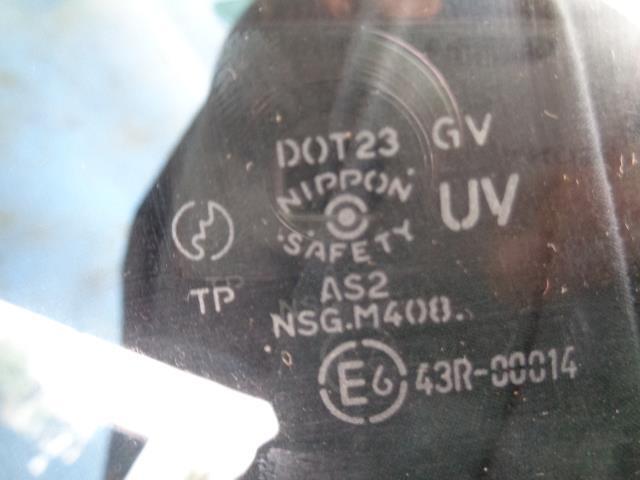 DOT23 GV
NIPPON
UV
SAFETY
TP
AS2
NSG.M408.
E6 43R-00014